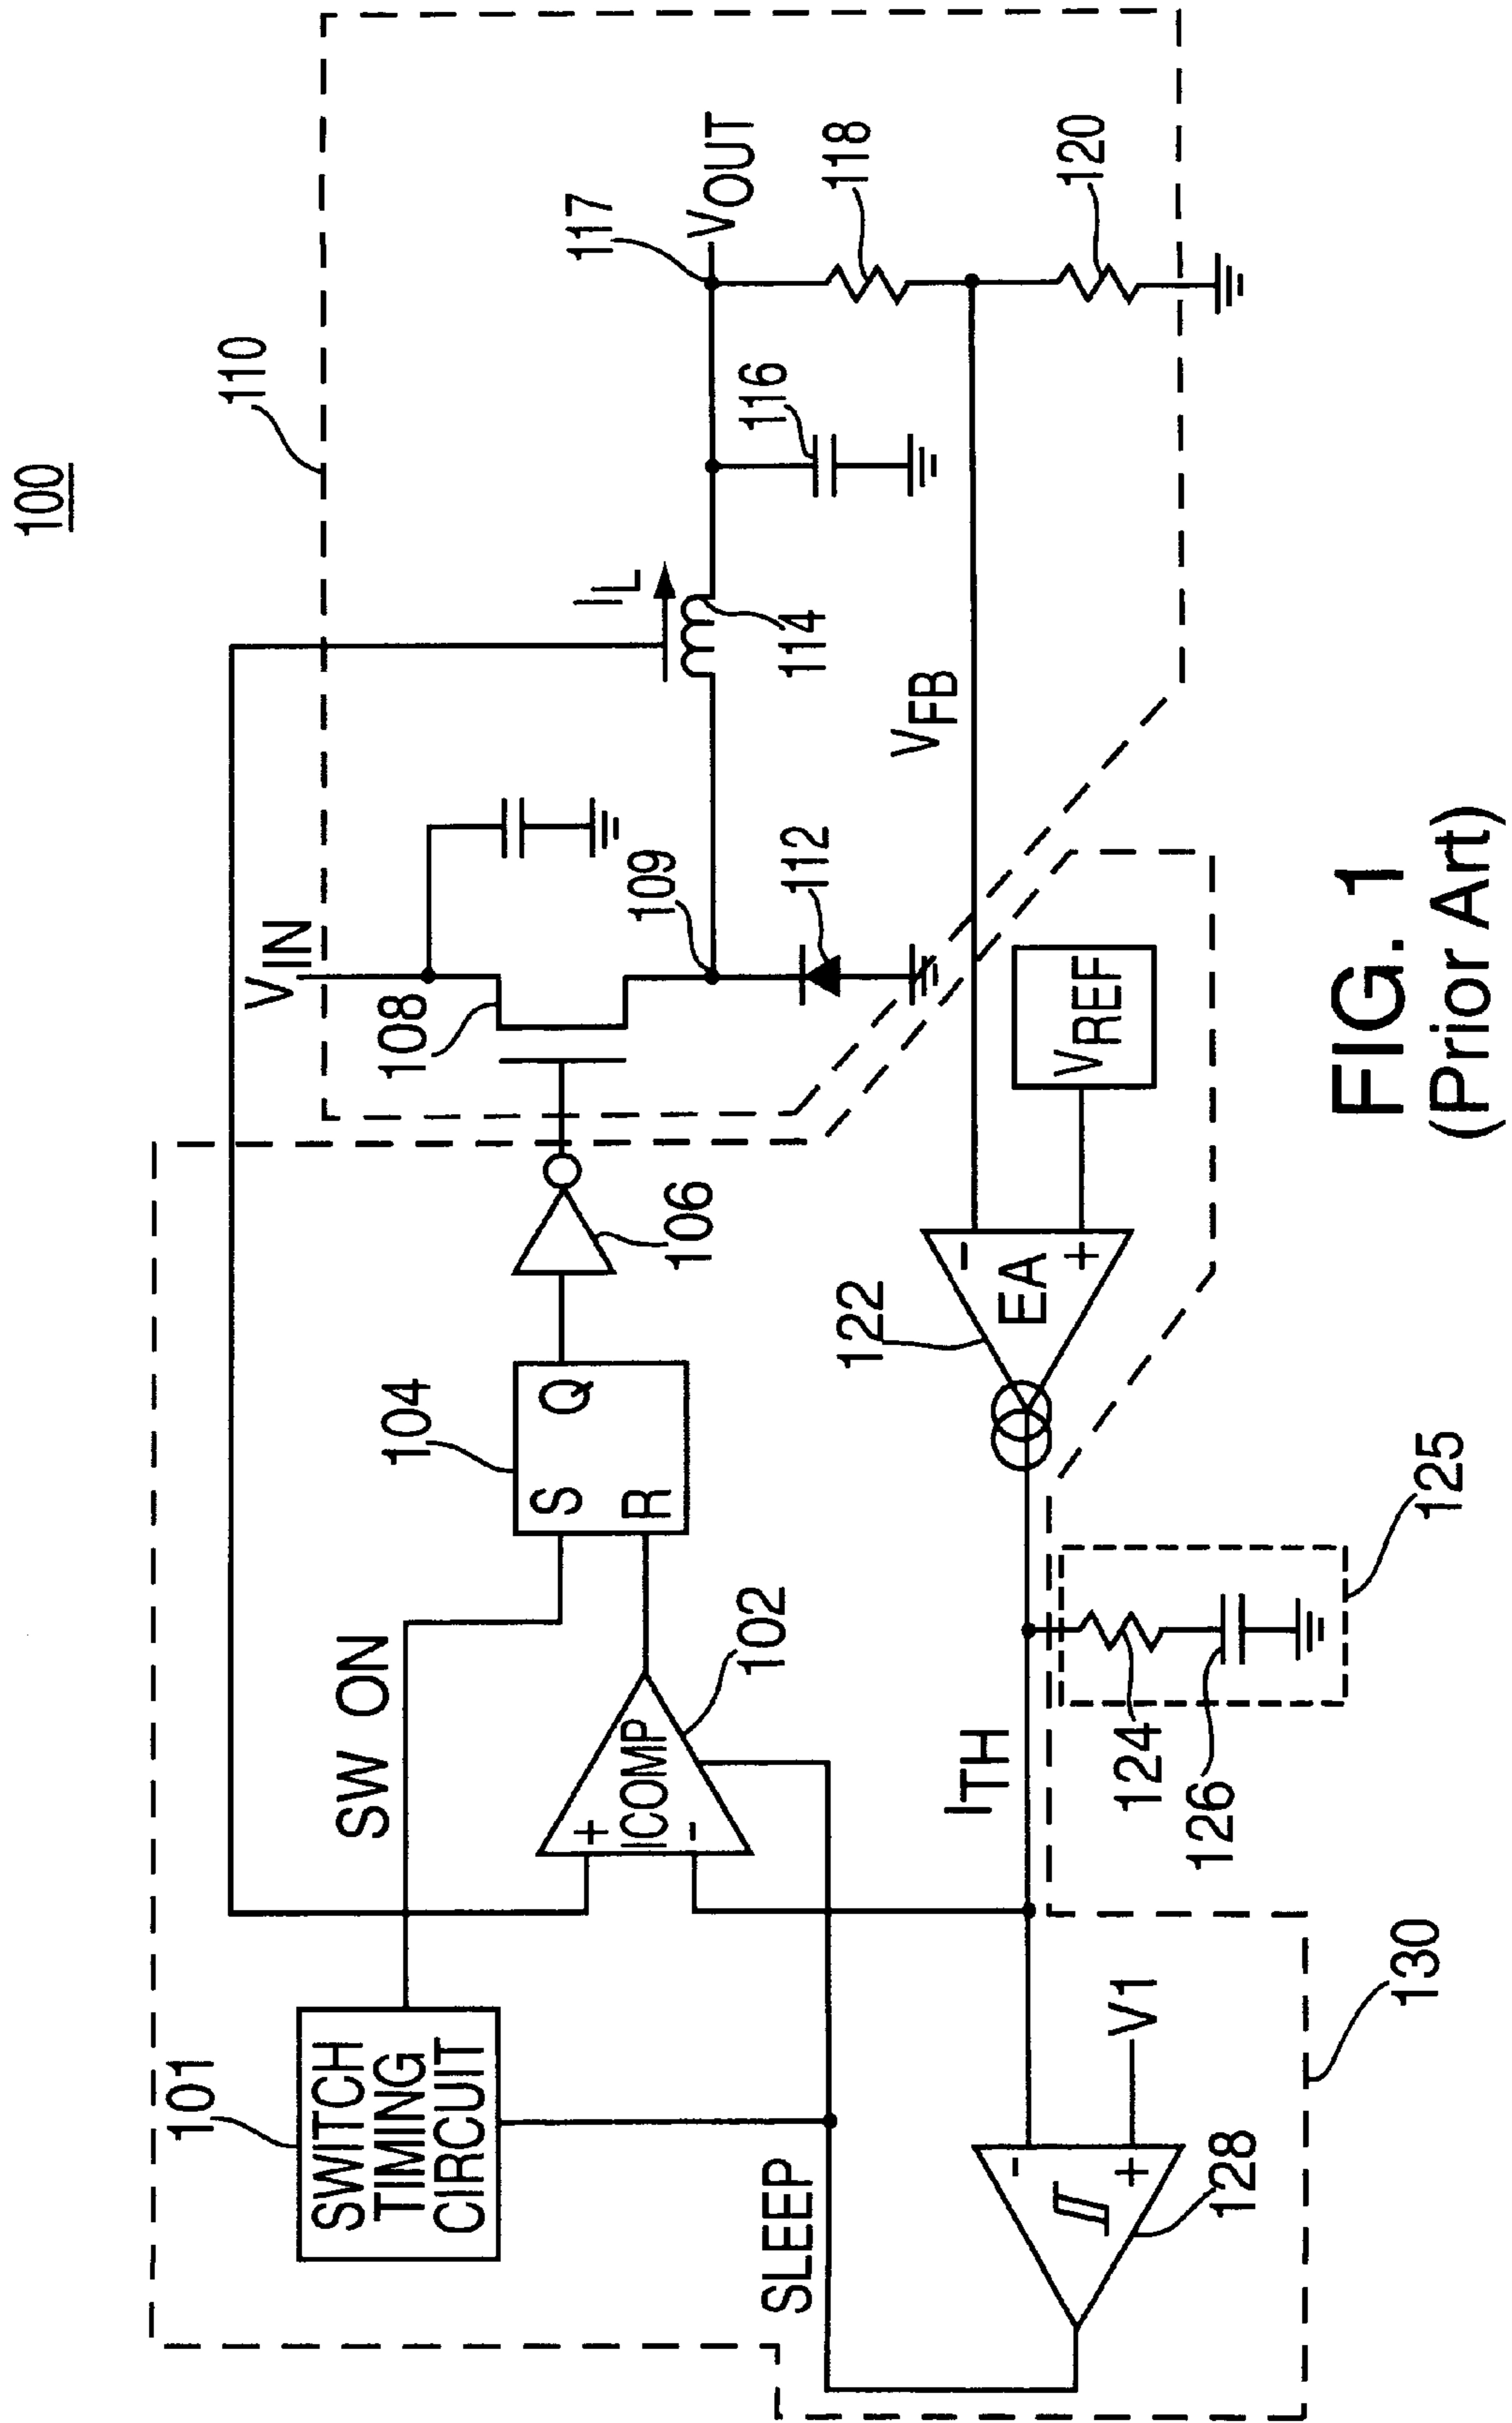 100
110
101
SWITCH
TIMING
CIRCUIT
SW ON
104
S
Q
R
106
VIN
108
109
112
IL
114
116
117
VOUT
118
120
+
ICOMP
-
102
SLEEP
VFB
122
-
EA
+
VREF
ITH
124
126
125
-
+
V1
128
130
FIG. 1
(Prior Art)